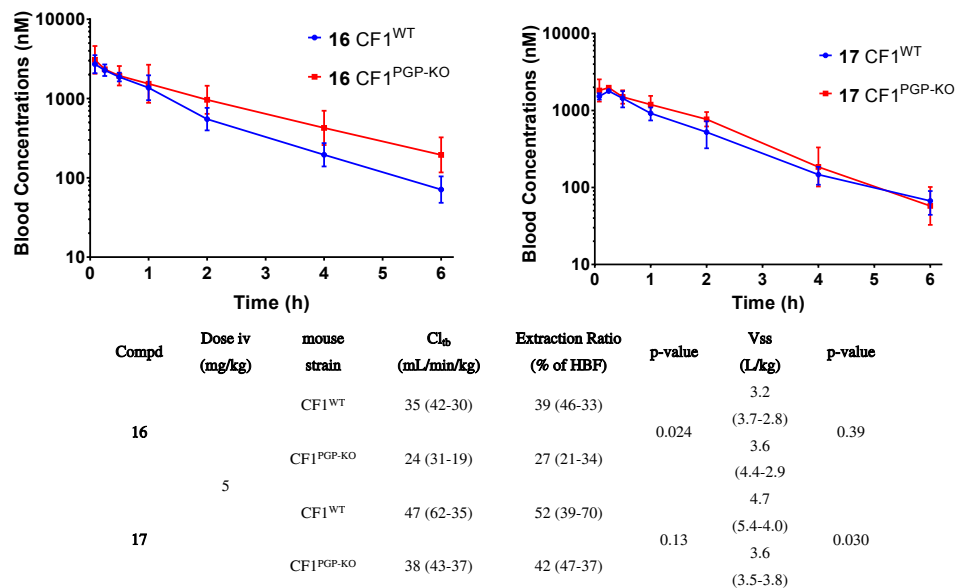 10000
1000
100
10
Blood Concentrations (nM)
0 1 2 3 4 5 6
Time (h)
16 CF1WT
16 CF1PGP-KO
10000
1000
100
10
Blood Concentrations (nM)
0 1 2 3 4 5 6
Time (h)
17 CF1WT
17 CF1PGP-KO
Compd Dose iv (mg/kg) mouse strain Cltb (mL/min/kg) Extraction Ratio (% of HBF) p-value Vss (L/kg) p-value
16
5
CF1WT 35 (42-30) 39 (46-33)
0.024
3.2
(3.7-2.8)
0.39
CF1PGP-KO 24 (31-19) 27 (21-34)
3.6
(4.4-2.9
17
CF1WT 47 (62-35) 52 (39-70)
0.13
4.7
(5.4-4.0)
0.030
CF1PGP-KO 38 (43-37) 42 (47-37)
3.6
(3.5-3.8)